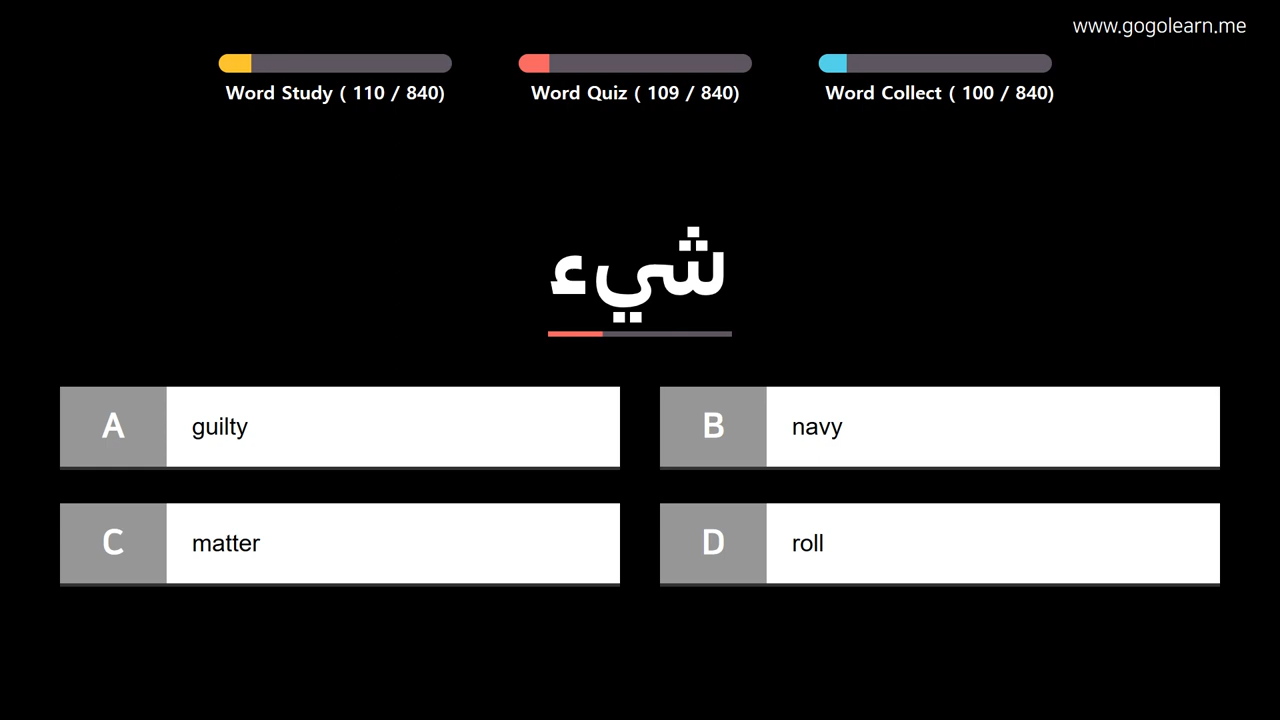 www.gogolearn.me
Word Study ( 110 / 840)
Word Quiz ( 109 / 840)
Word Collect ( 100 / 840)
شيء
A guilty
B navy
C matter
D roll